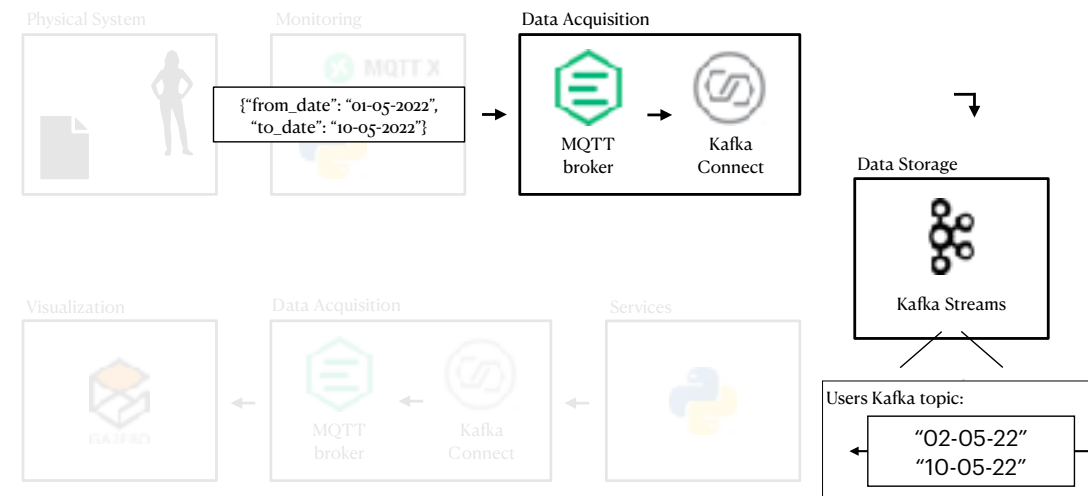 Physical System
Monitoring
Data Acquisition
MQTT X
{“from_date”: “01-05-2022”,
“to_date”: “10-05-2022”}
MQTT
broker
Kafka
Connect
Data Storage
Kafka Streams
Visualization
Data Acquisition
Services
MQTT
broker
Kafka
Connect
GAZEBO
Users Kafka topic:
“02-05-22”
“10-05-22”